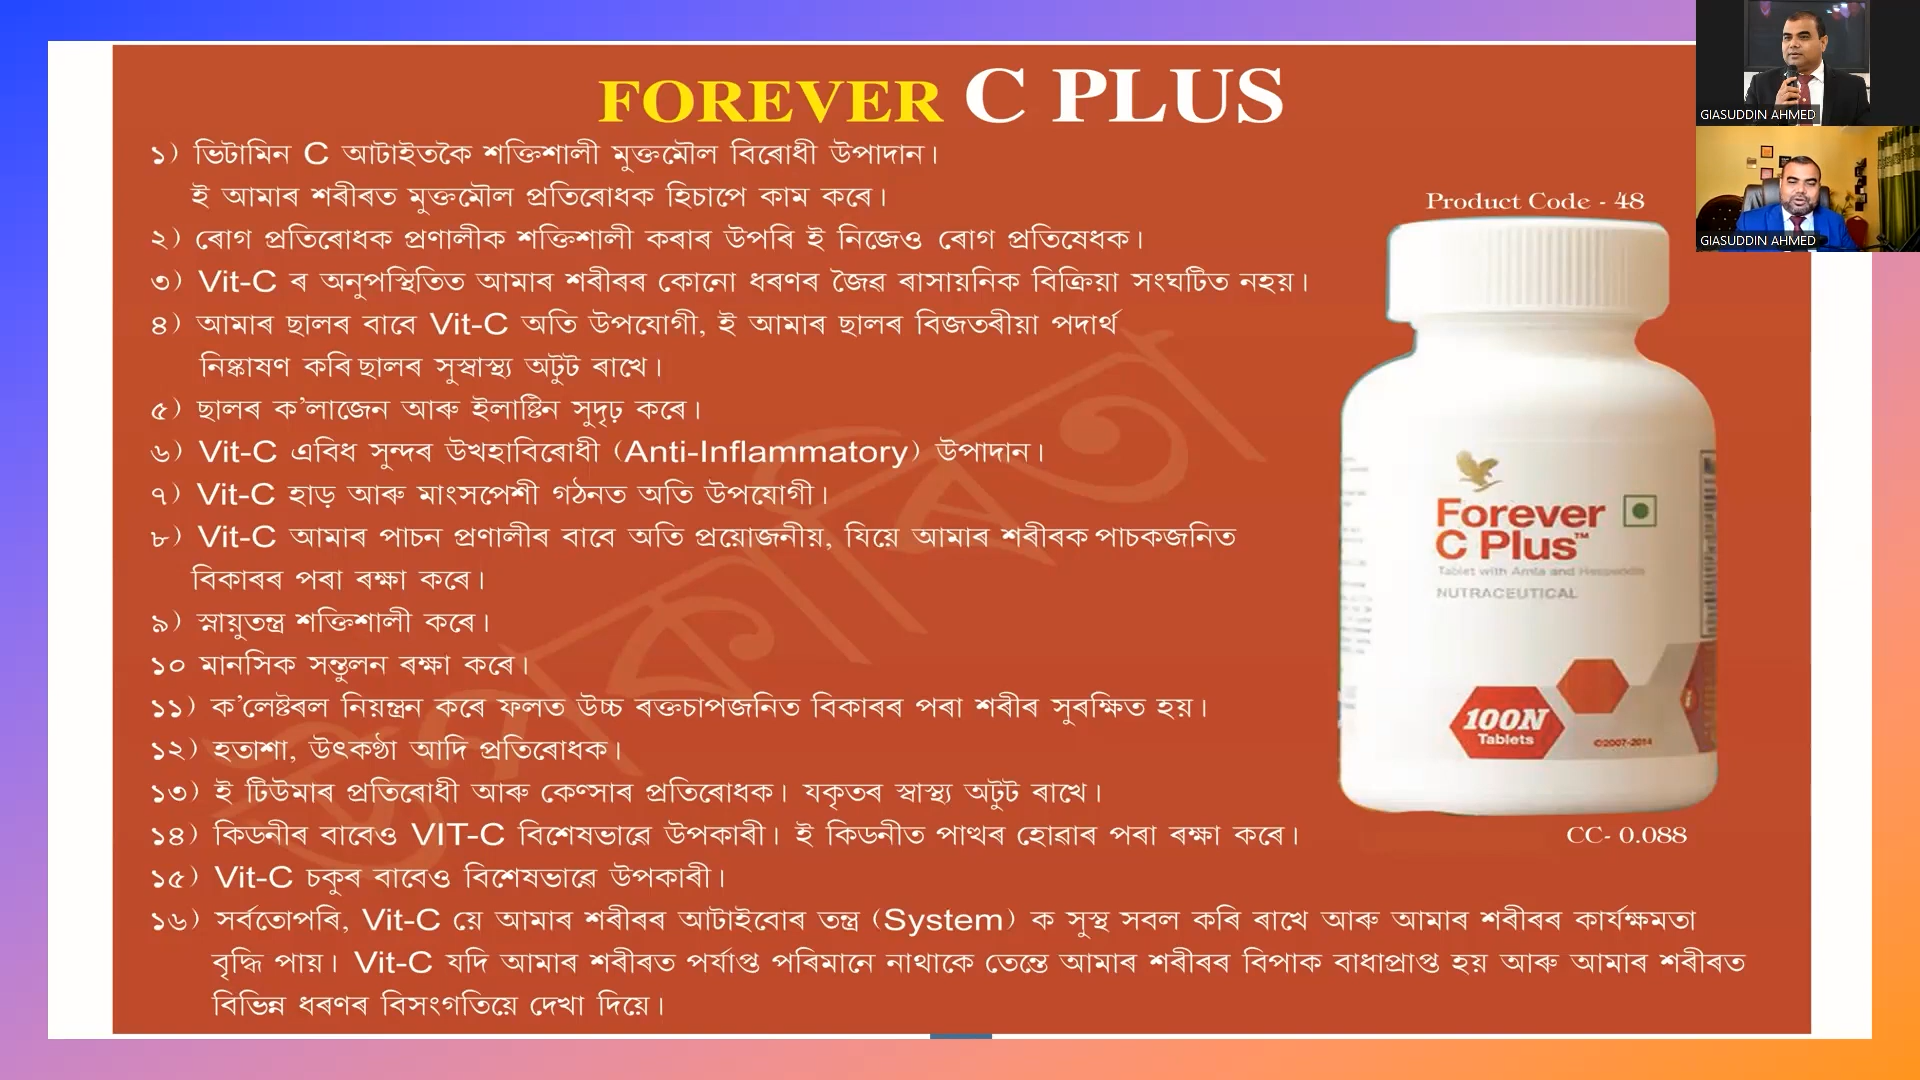 FOREVER C PLUS
১) ভিটামিন C আটাইতকৈ শক্তিশালী মুক্তমৌল বিৰোধী উপাদান।
ই আমাৰ শৰীৰত মুক্তমৌল প্ৰতিৰোধক হিচাপে কাম কৰে।
২) ৰোগ প্ৰতিৰোধক প্ৰণালীক শক্তিশালী কৰাৰ উপৰি ই নিজেও ৰোগ প্ৰতিষেধক।
৩) Vit-C ৰ অনুপস্থিতিত আমাৰ শৰীৰৰ কোনো ধৰণৰ জৈৱ ৰাসায়নিক বিক্ৰিয়া সংঘটিত নহয়।
৪) আমাৰ ছালৰ বাবে Vit-C অতি উপযোগী, ই আমাৰ ছালৰ বিজতৰীয়া পদাৰ্থ
নিষ্কাষণ কৰি ছালৰ সুস্বাস্থ্য অটুট ৰাখে।
৫) ছালৰ ক'লাজেন আৰু ইলাষ্টিন সুদৃঢ় কৰে।
৬) Vit-C এবিধ সুন্দৰ উখহাবিৰোধী (Anti-Inflammatory) উপাদান।
৭) Vit-C হাড় আৰু মাংসপেশী গঠনত অতি উপযোগী।
৮) Vit-C আমাৰ পাচন প্ৰণালীৰ বাবে অতি প্ৰয়োজনীয়, যিয়ে আমাৰ শৰীৰক পাচকজনিত
বিকাৰৰ পৰা ৰক্ষা কৰে।
৯) স্নায়ুতন্ত্ৰ শক্তিশালী কৰে।
১০ মানসিক সন্তুলন ৰক্ষা কৰে।
১১) ক'লেষ্টৰল নিয়ন্ত্ৰন কৰে ফলত উচ্চ ৰক্তচাপজনিত বিকাৰৰ পৰা শৰীৰ সুৰক্ষিত হয়।
১২) হতাশা, উৎকণ্ঠা আদি প্ৰতিৰোধক।
১৩) ই টিউমাৰ প্ৰতিৰোধী আৰু কেণ্সাৰ প্ৰতিৰোধক। যকৃতৰ স্বাস্থ্য অটুট ৰাখে।
১৪) কিডনীৰ বাবেও VIT-C বিশেষভাৱে উপকাৰী। ই কিডনীত পাথৰ হোৱাৰ পৰা ৰক্ষা কৰে।
১৫) Vit-C চকুৰ বাবেও বিশেষভাৱে উপকাৰী।
১৬) সৰ্বতোপৰি, Vit-C য়ে আমাৰ শৰীৰৰ আটাইবোৰ তন্ত্ৰ (System) ক সুস্থ সবল কৰি ৰাখে আৰু আমাৰ শৰীৰৰ কাৰ্যক্ষমতা
বৃদ্ধি পায়। Vit-C যদি আমাৰ শৰীৰত পৰ্যাপ্ত পৰিমানে নাথাকে তেন্তে আমাৰ শৰীৰৰ বিপাক বাধাপ্ৰাপ্ত হয় আৰু আমাৰ শৰীৰত
বিভিন্ন ধৰণৰ বিসংগতিয়ে দেখা দিয়ে।
উপকাৰিতা
Product Code - 48
Forever
C Plus™
Tablet with Amla and Hesperidin
NUTRACEUTICAL
100N
Tablets
©2007-2014
CC- 0.088
GIASUDDIN AHMED
GIASUDDIN AHMED